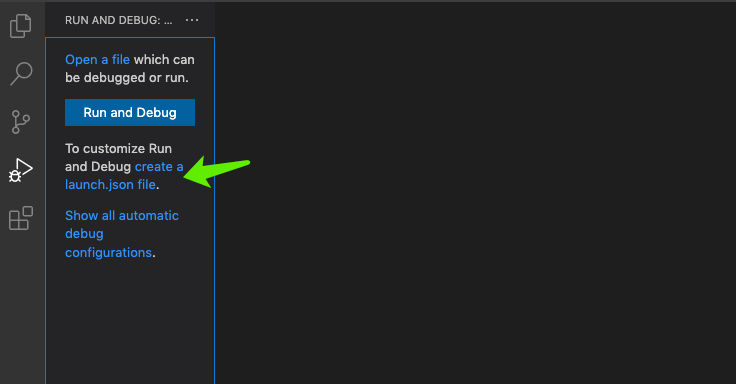 RUN AND DEBUG: ... ···
Open a file which can
be debugged or run.
Run and Debug
To customize Run
and Debug create a
launch.json file.
Show all automatic
debug
configurations.